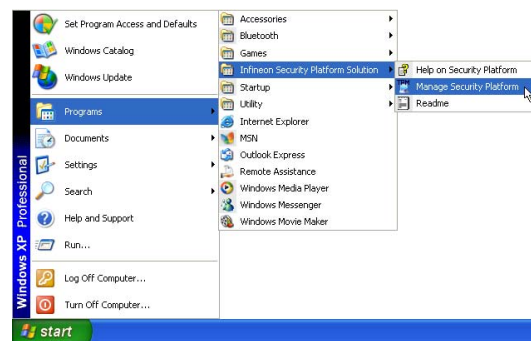 Set Program Access and Defaults
Windows Catalog
Windows Update
Programs
Documents
Settings
Search
Help and Support
Run...
Log Off Computer...
Turn Off Computer...
Windows XP Professional
start
Accessories
Bluetooth
Games
Infineon Security Platform Solution
Startup
Utility
Internet Explorer
MSN
Outlook Express
Remote Assistance
Windows Media Player
Windows Messenger
Windows Movie Maker
Help on Security Platform
Manage Security Platform
Readme